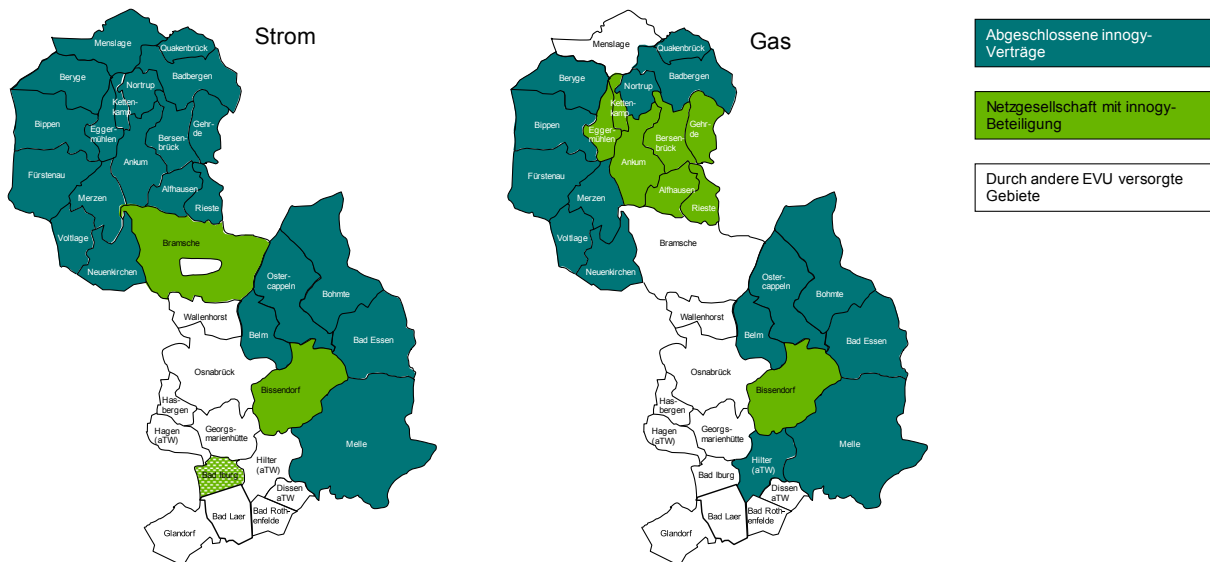 Strom
Menslage
Quakenbrück
Beryge
Nortrup
Badbergen
Ketten-
kamp
Bippen
Egger-
mühlen
Bersen-
brück
Gehr-
de
Ankum
Fürstenau
Merzen
Alfhausen
Rieste
Voltlage
Bramsche
Neuenkirchen
Oster-
cappeln
Bohmte
Wallenhorst
Belm
Bad Essen
Osnabrück
Bissendorf
Has-
bergen
Hagen
(aTW)
Georgs-
marienhütte
Melle
Hilter
(aTW)
Bad Iburg
Dissen
aTW
Bad Laer
Bad Roth-
enfelde
Glandorf
Gas
Menslage
Quakenbrück
Beryge
Nortrup
Badbergen
Ketten-
kamp
Bippen
Egger-
mühlen
Bersen-
brück
Gehr-
de
Ankum
Fürstenau
Merzen
Alfhausen
Rieste
Voltlage
Bramsche
Neuenkirchen
Oster-
cappeln
Bohmte
Wallenhorst
Belm
Bad Essen
Osnabrück
Bissendorf
Has-
bergen
Hagen
(aTW)
Georgs-
marienhütte
Melle
Hilter
(aTW)
Bad Iburg
Dissen
aTW
Bad Laer
Bad Roth-
enfelde
Glandorf
Abgeschlossene innogy-
Verträge
Netzgesellschaft mit innogy-
Beteiligung
Durch andere EVU versorgte
Gebiete